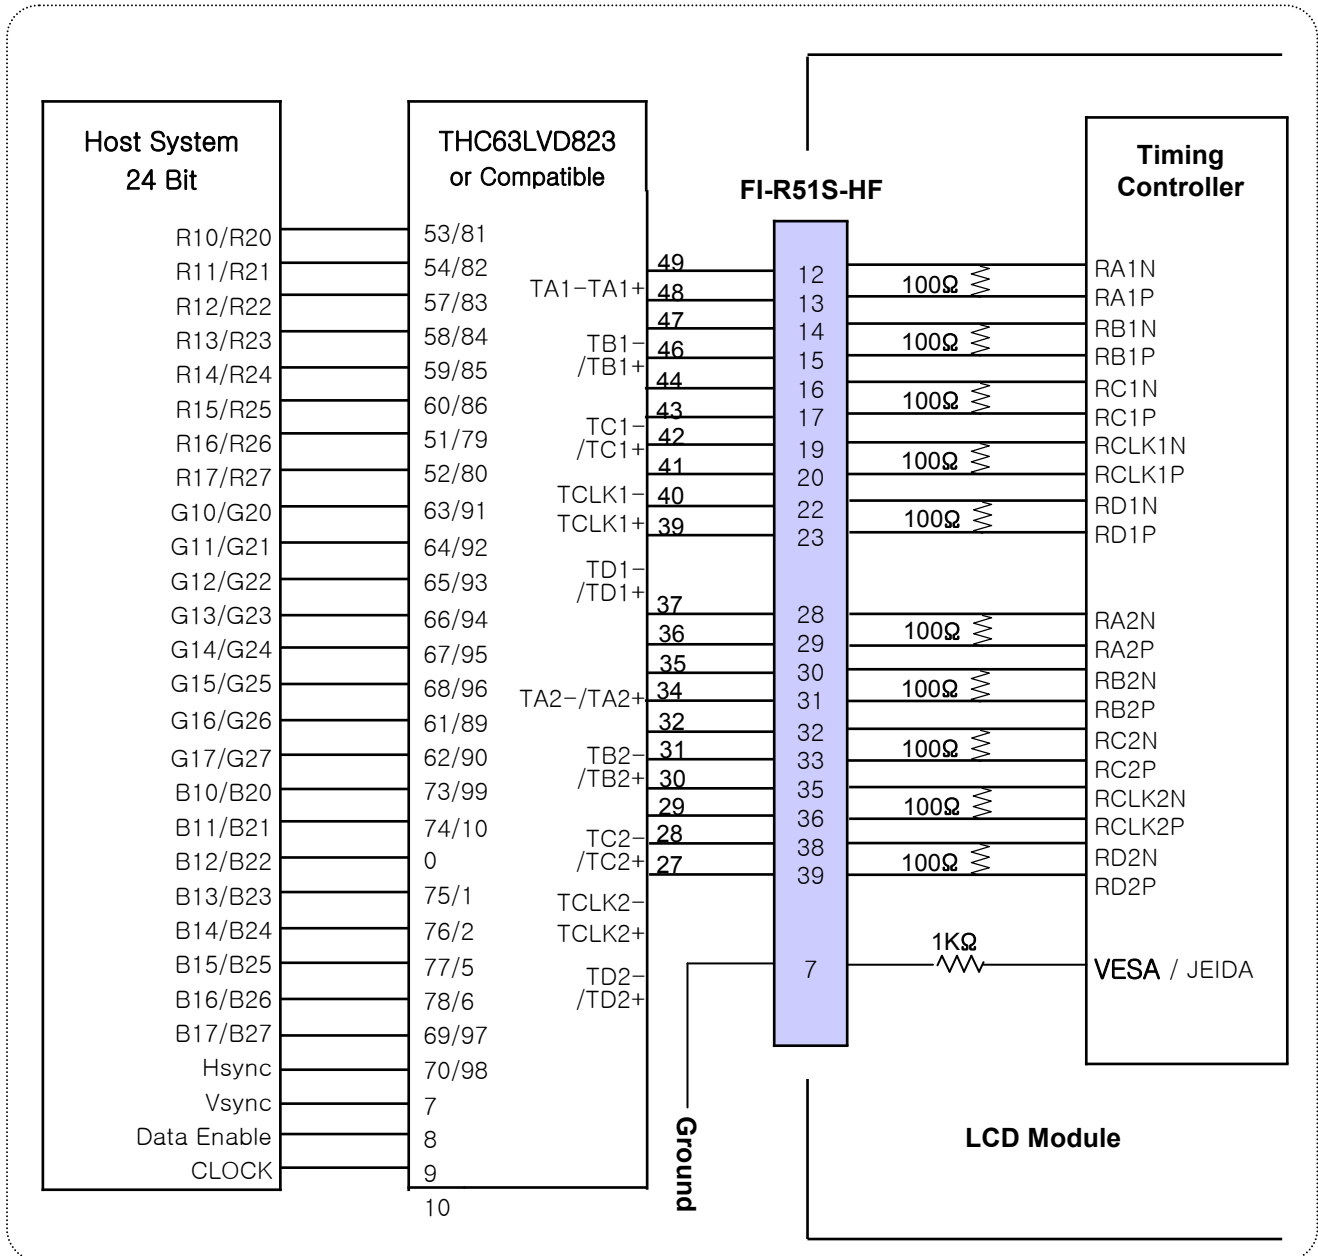 Host System
24 Bit
R10/R20
R11/R21
R12/R22
R13/R23
R14/R24
R15/R25
R16/R26
R17/R27
G10/G20
G11/G21
G12/G22
G13/G23
G14/G24
G15/G25
G16/G26
G17/G27
B10/B20
B11/B21
B12/B22
B13/B23
B14/B24
B15/B25
B16/B26
B17/B27
Hsync
Vsync
Data Enable
CLOCK
THC63LVD823
or Compatible
53/81
54/82
57/83
58/84
59/85
60/86
51/79
52/80
63/91
64/92
65/93
66/94
67/95
68/96
61/89
62/90
73/99
74/10
0
75/1
76/2
77/5
78/6
69/97
70/98
7
8
9
10
TA1-TA1+
TB1-
/TB1+
TC1-
/TC1+
TCLK1-
TCLK1+
TD1-
/TD1+
TA2-/TA2+
TB2-
/TB2+
TC2-
/TC2+
TCLK2-
TCLK2+
TD2-
/TD2+
49
48
47
46
44
43
42
41
40
39
37
36
35
34
32
31
30
29
28
27
Ground
FI-R51S-HF
12
13
14
15
16
17
19
20
22
23
28
29
30
31
32
33
35
36
38
39
7
100Ω
100Ω
100Ω
100Ω
100Ω
100Ω
100Ω
100Ω
100Ω
100Ω
1KΩ
Timing
Controller
RA1N
RA1P
RB1N
RB1P
RC1N
RC1P
RCLK1N
RCLK1P
RD1N
RD1P
RA2N
RA2P
RB2N
RB2P
RC2N
RC2P
RCLK2N
RCLK2P
RD2N
RD2P
VESA / JEIDA
LCD Module